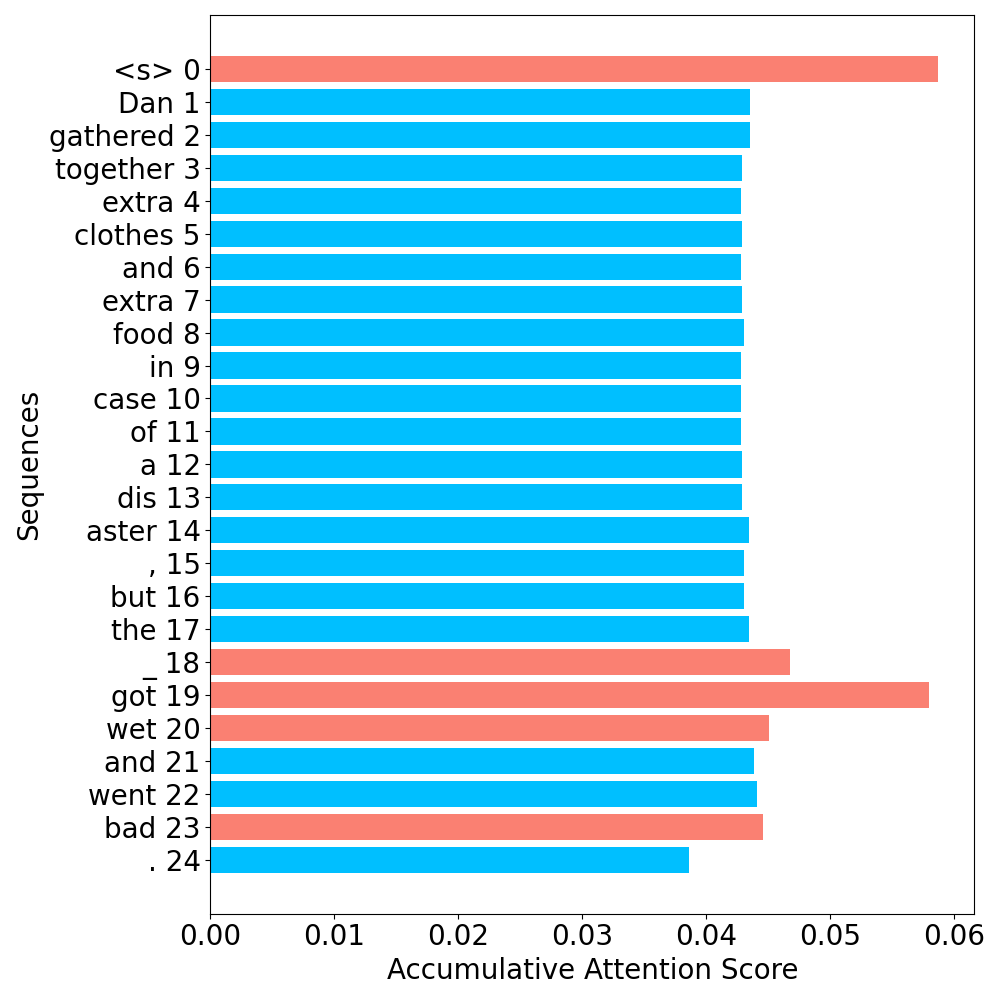 <s> 0
Dan 1
gathered 2
together 3
extra 4
clothes 5
and 6
extra 7
food 8
in 9
case 10
of 11
a 12
dis 13
aster 14
, 15
but 16
the 17
_ 18
got 19
wet 20
and 21
went 22
bad 23
. 24
Sequences
0.00 0.01 0.02 0.03 0.04 0.05 0.06
Accumulative Attention Score